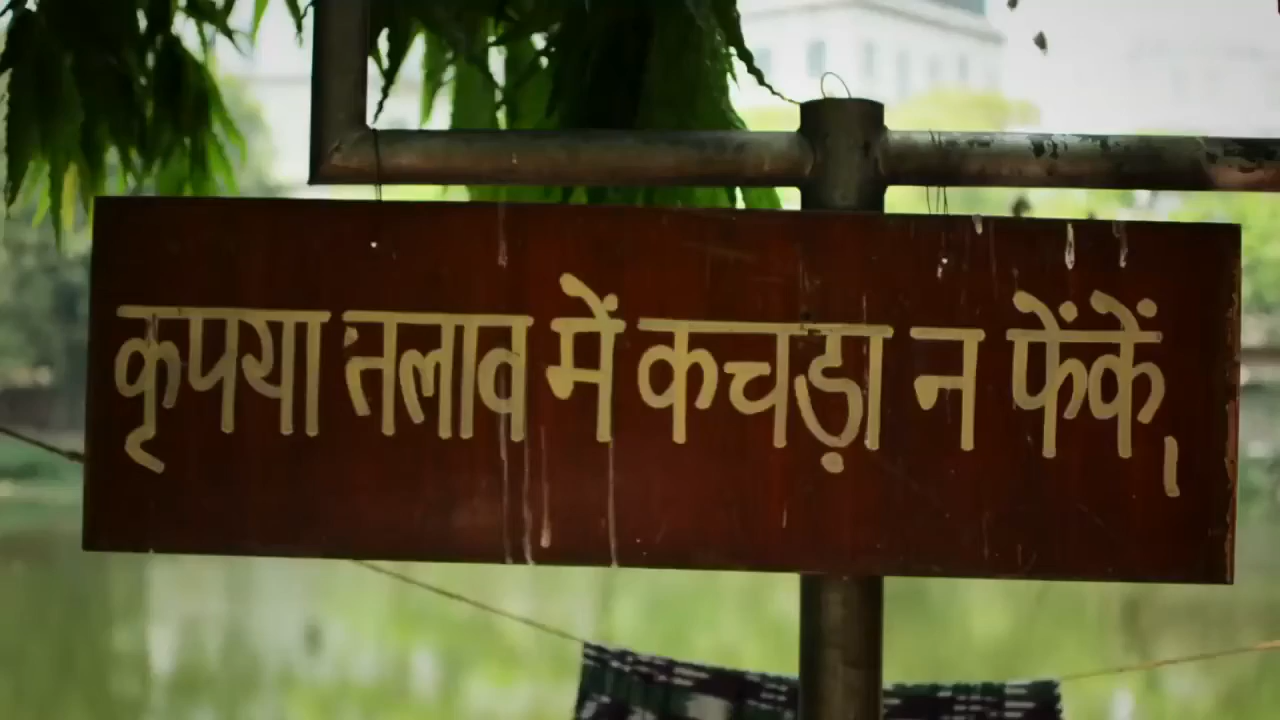 कृपया तलाव में कचड़ा न फेंकें,